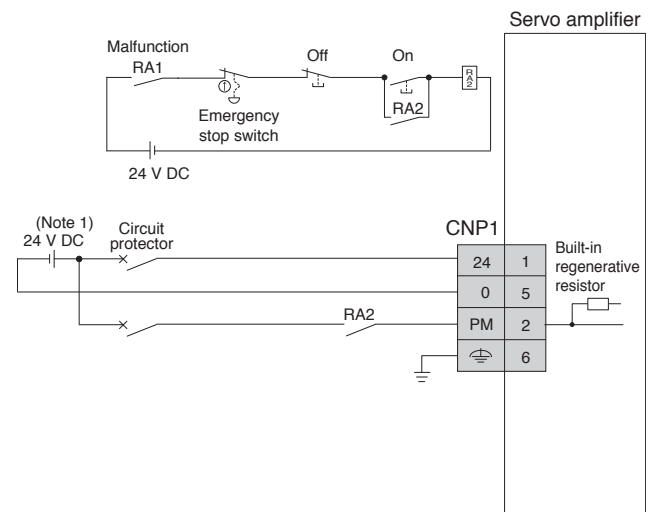 Servo amplifier
Malfunction
RA1
Off
On
RA2
RA2
Emergency
stop switch
24 V DC
(Note 1)
24 V DC
Circuit
protector
CNP1
24 1
0 5
PM 2
6
RA2
Built-in
regenerative
resistor